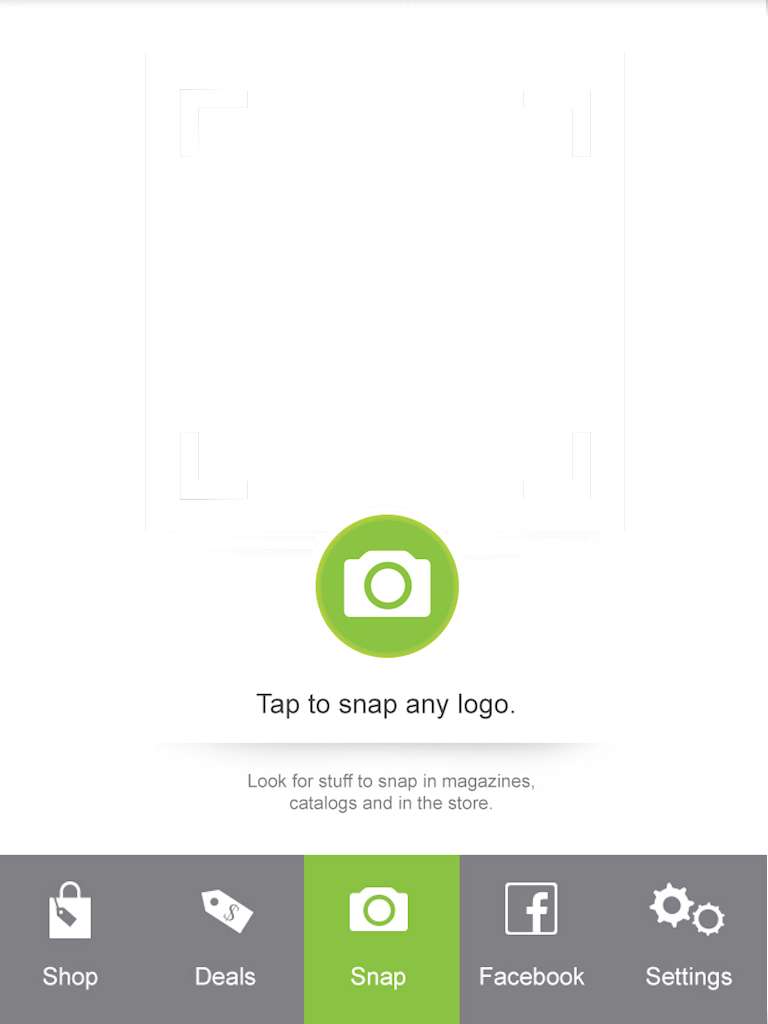 Tap to snap any logo.
Look for stuff to snap in magazines,
catalogs and in the store.
$
Shop Deals Snap Facebook Settings